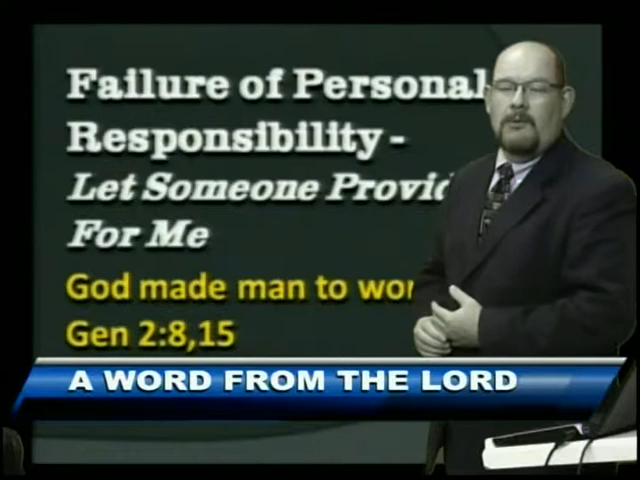 Failure of Personal
Responsibility -
Let Someone Provid
For Me
God made man to wor
Gen 2:8,15
A WORD FROM THE LORD